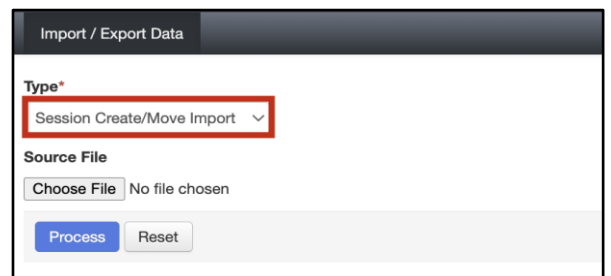 Import / Export Data
Type*
Session Create/Move Import
Source File
Choose File No file chosen
Process Reset